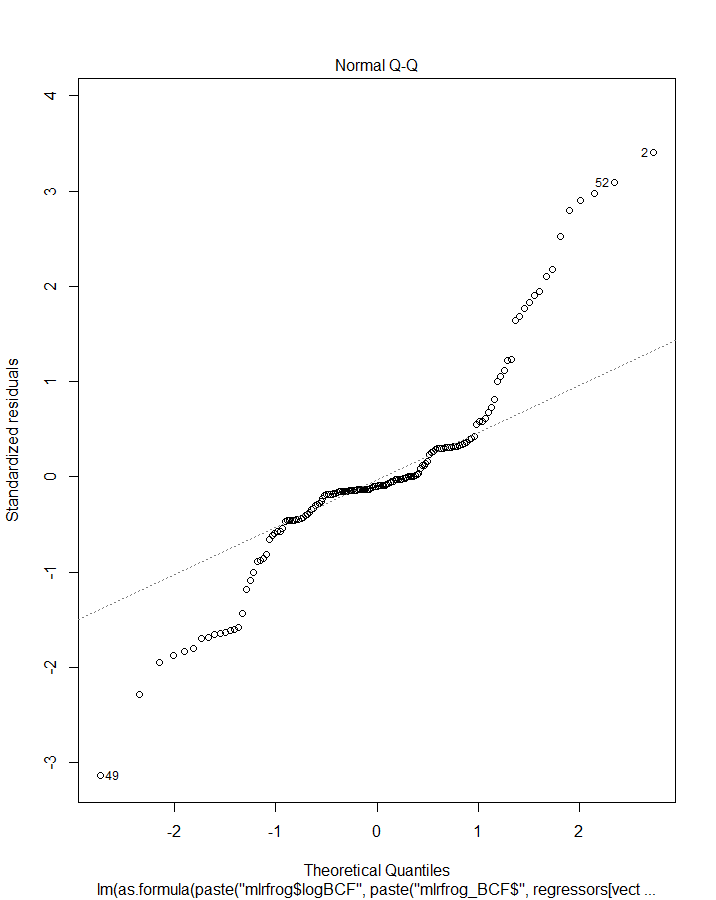 Normal Q-Q
4
3
2
1
0
-1
-2
-3
Standardized residuals
2
52
49
-2 -1 0 1 2
Theoretical Quantiles
lm(as.formula(paste("mlrfrog$logBCF", paste("mlrfrog_BCF$", regressors[vect ...